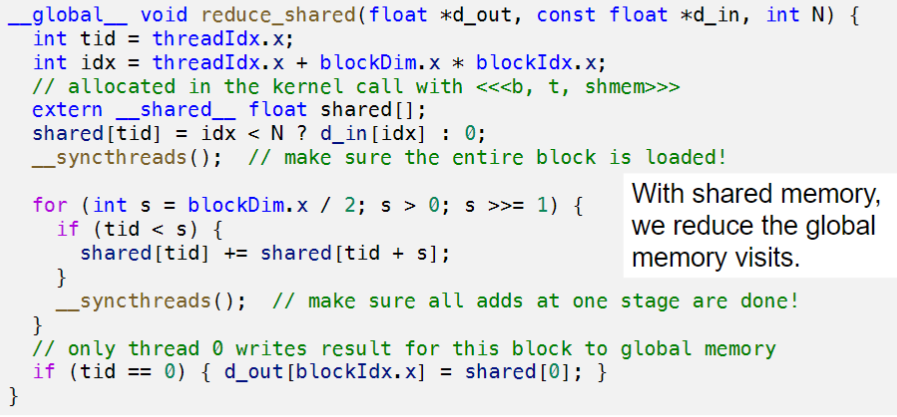 __global__ void reduce_shared(float *d_out, const float *d_in, int N) {
int tid = threadIdx.x;
int idx = threadIdx.x + blockDim.x * blockIdx.x;
// allocated in the kernel call with <<<b, t, shmem>>>
extern __shared__ float shared[];
shared[tid] = idx < N ? d_in[idx] : 0;
__syncthreads();  // make sure the entire block is loaded!
for (int s = blockDim.x / 2; s > 0; s >>= 1) {
if (tid < s) {
shared[tid] += shared[tid + s];
}
__syncthreads();  // make sure all adds at one stage are done!
}
// only thread 0 writes result for this block to global memory
if (tid == 0) { d_out[blockIdx.x] = shared[0]; }
}
With shared memory,
we reduce the global
memory visits.